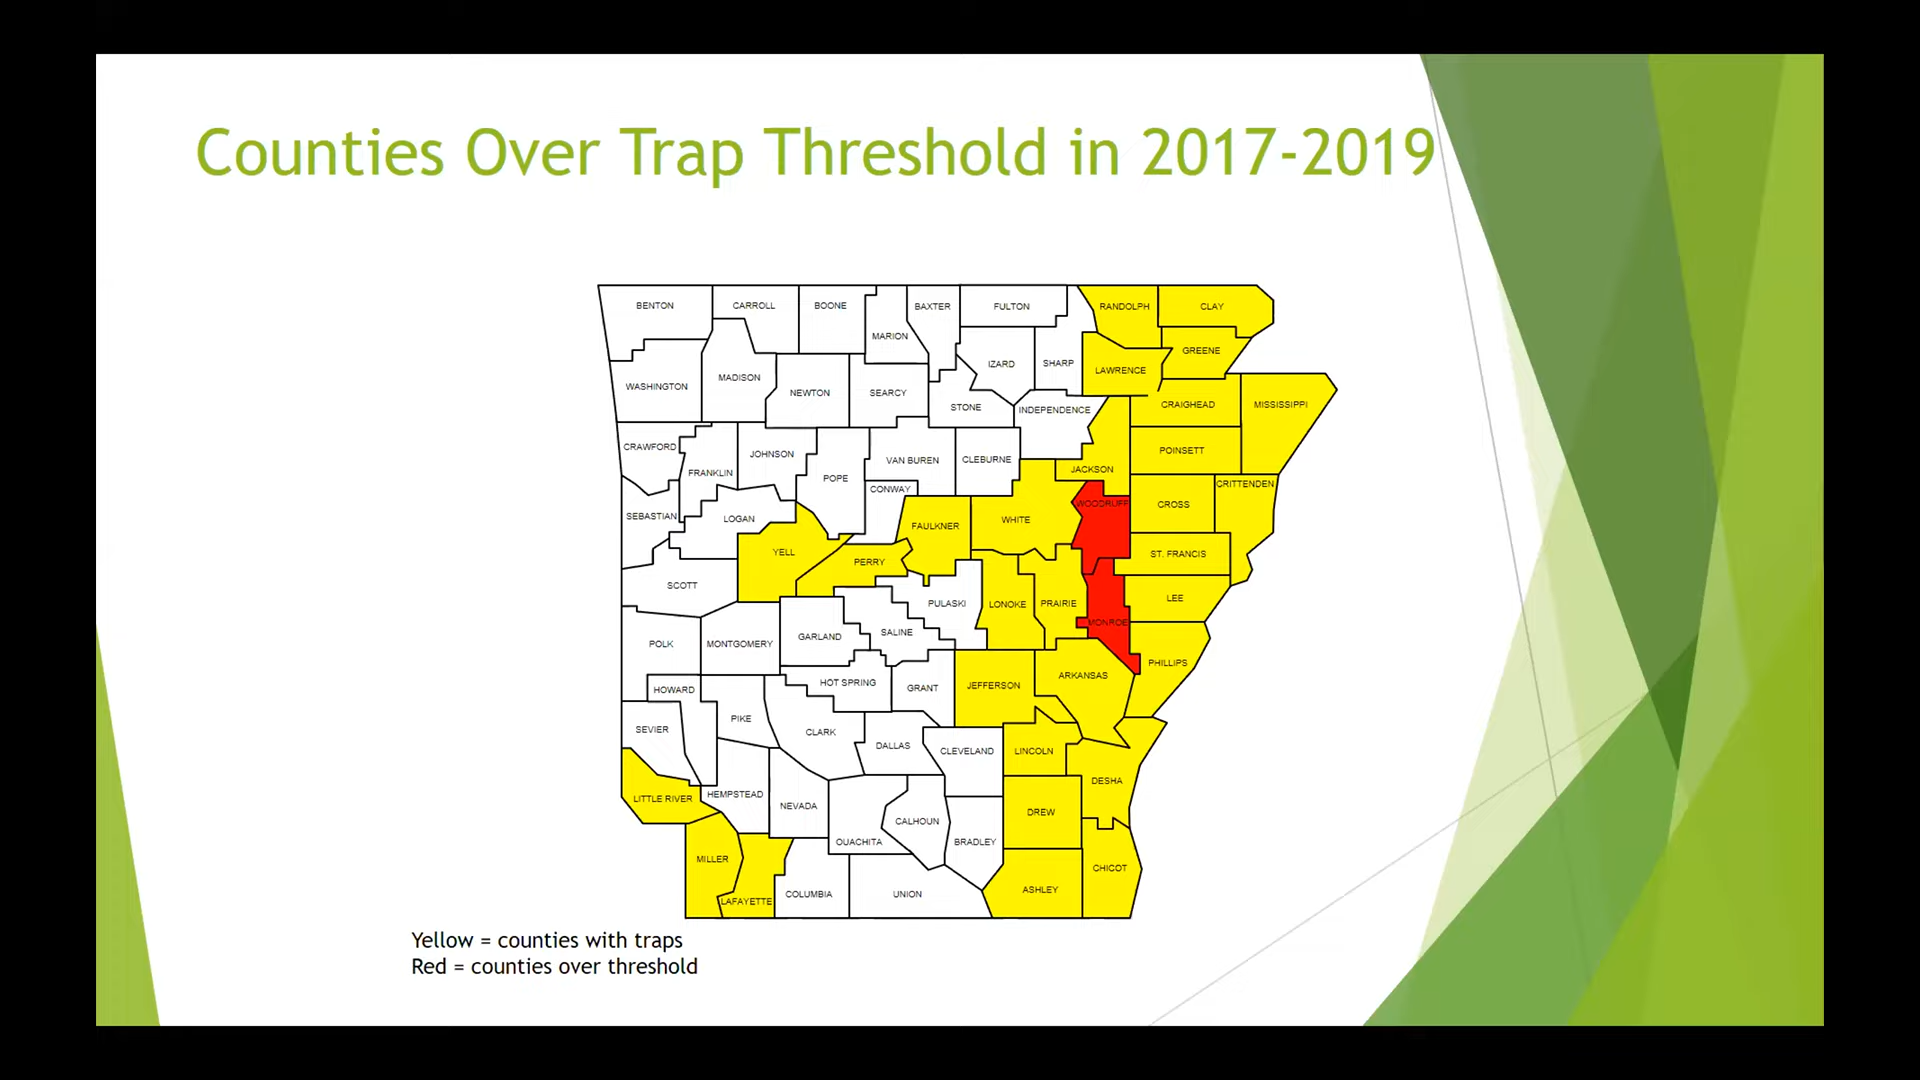 Counties Over Trap Threshold in 2017-2019
BENTON
CARROLL
BOONE
BAXTER
FULTON
RANDOLPH
CLAY
MARION
GREENE
IZARD
SHARP
LAWRENCE
MADISON
WASHINGTON
NEWTON
SEARCY
STONE
INDEPENDENCE
CRAIGHEAD
MISSISSIPPI
CRAWFORD
FRANKLIN
JOHNSON
POPE
VAN BUREN
CLEBURNE
JACKSON
POINSETT
CONWAY
CRITTENDEN
SEBASTIAN
LOGAN
FAULKNER
WHITE
WOODRUFF
CROSS
YELL
PERRY
ST. FRANCIS
SCOTT
PULASKI
LONOKE
PRAIRIE
LEE
MONROE
POLK
MONTGOMERY
GARLAND
SALINE
HOT SPRING
GRANT
JEFFERSON
ARKANSAS
PHILLIPS
HOWARD
SEVIER
PIKE
CLARK
DALLAS
CLEVELAND
LINCOLN
DESHA
LITTLE RIVER
HEMPSTEAD
NEVADA
OUACHITA
CALHOUN
BRADLEY
DREW
MILLER
LAFAYETTE
COLUMBIA
UNION
ASHLEY
CHICOT
Yellow = counties with traps
Red = counties over threshold